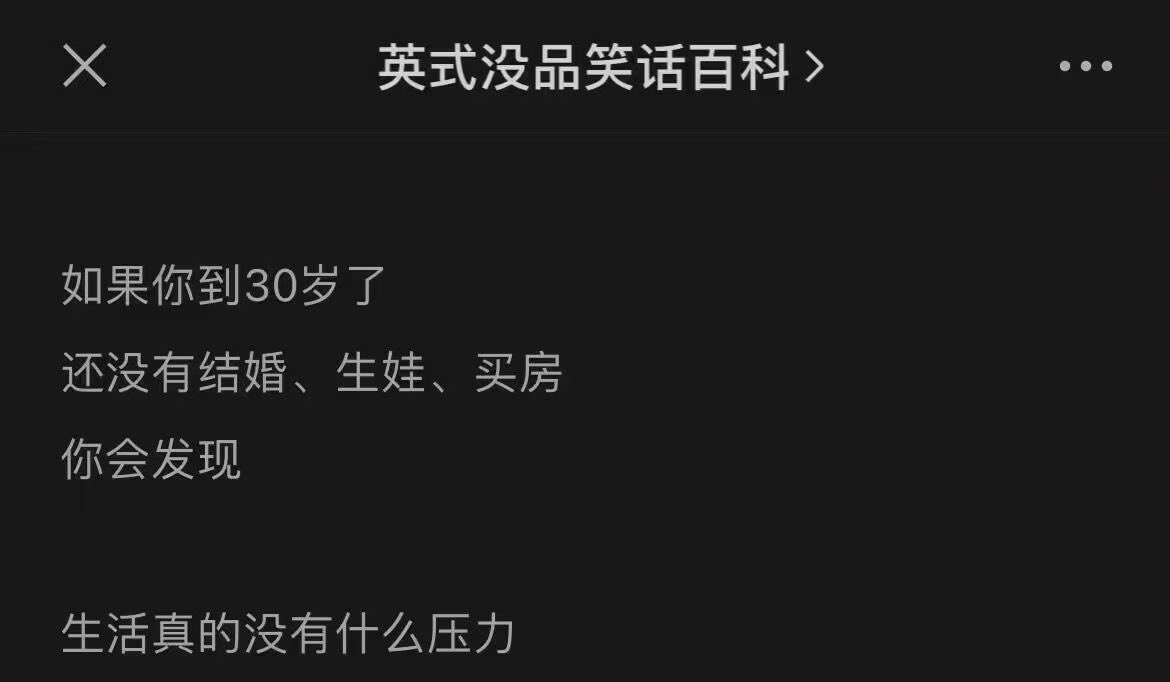 英式没品笑话百科
如果你到30岁了
还没有结婚、生娃、买房
你会发现
生活真的没有什么压力